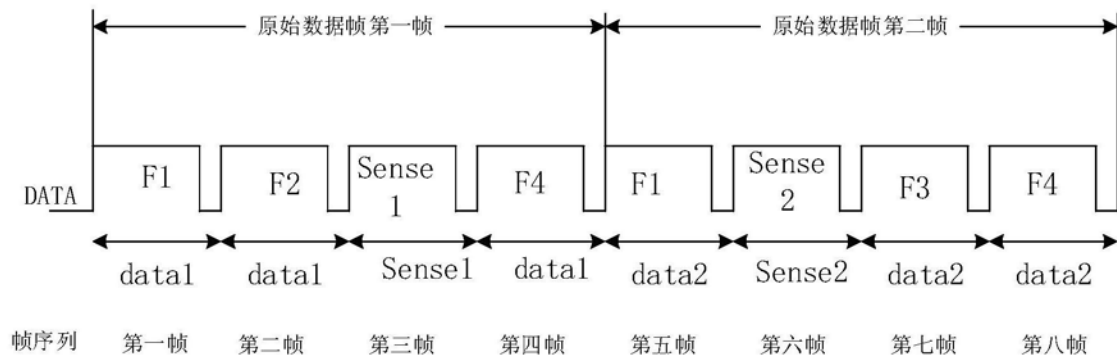 原始数据帧第一帧 原始数据帧第二帧
DATA F1 F2 Sense 1 F4 F1 Sense 2 F3 F4
data1 data1 Sense1 data1 data2 Sense2 data2 data2
帧序列 第一帧 第二帧 第三帧 第四帧 第五帧 第六帧 第七帧 第八帧